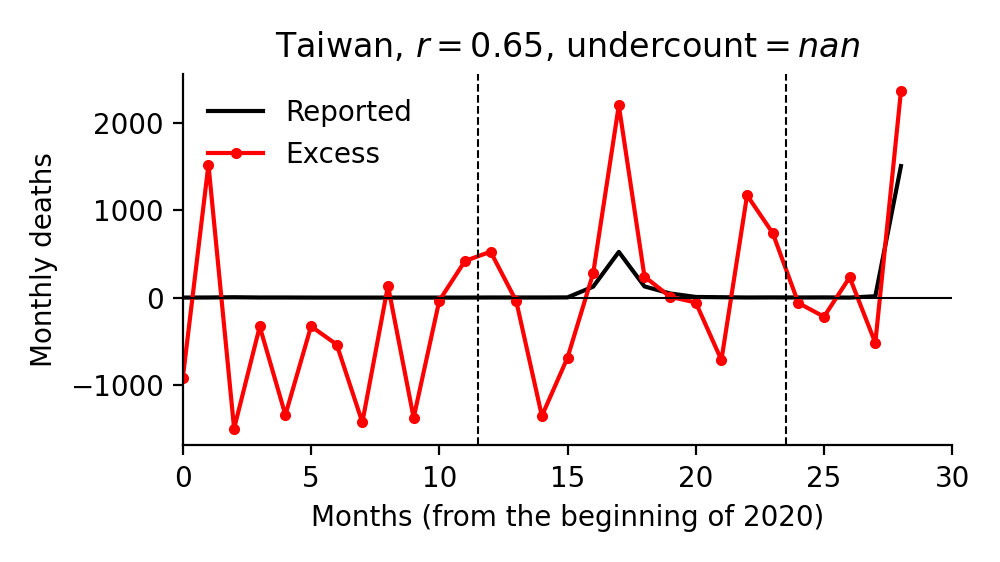 Taiwan, r = 0.65, undercount = nan
Reported
Excess
Monthly deaths
2000
1000
0
−1000
0 5 10 15 20 25 30
Months (from the beginning of 2020)